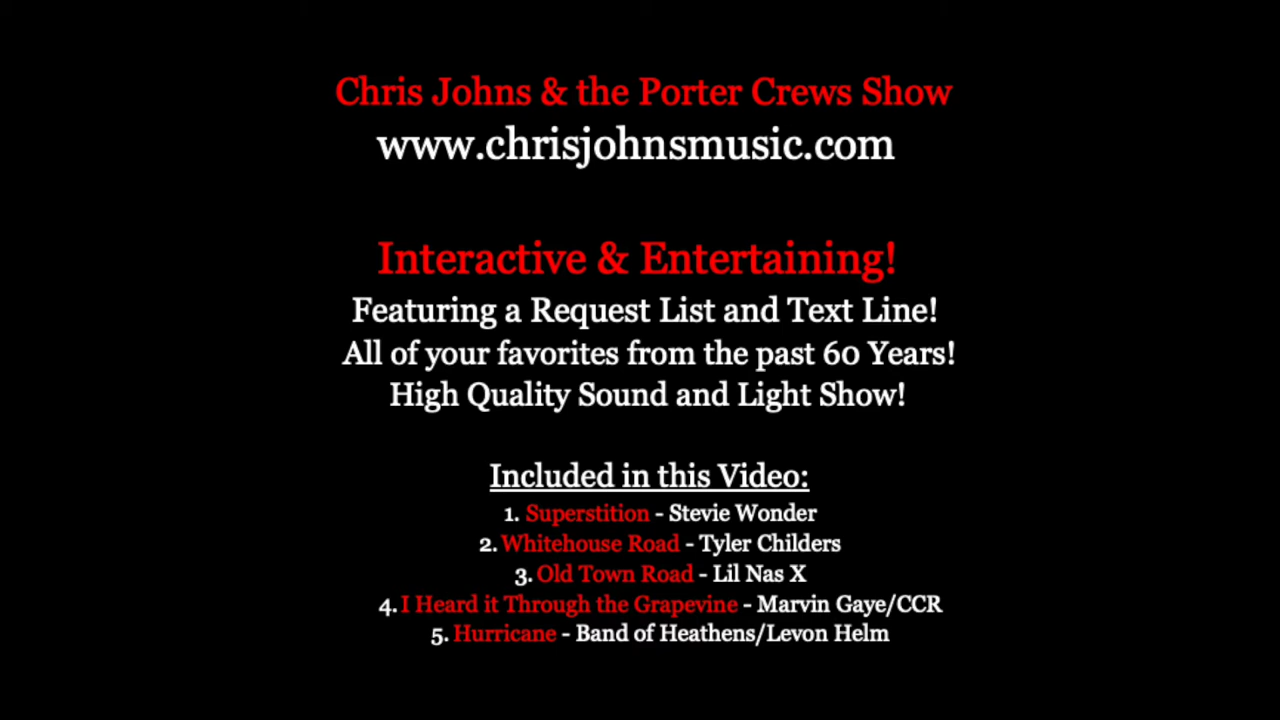 Chris Johns & the Porter Crews Show
www.chrisjohnsmusic.com
Interactive & Entertaining!
Featuring a Request List and Text Line!
All of your favorites from the past 60 Years!
High Quality Sound and Light Show!
Included in this Video:
1. Superstition - Stevie Wonder
2. Whitehouse Road - Tyler Childers
3. Old Town Road - Lil Nas X
4. I Heard it Through the Grapevine - Marvin Gaye/CCR
5. Hurricane - Band of Heathens/Levon Helm